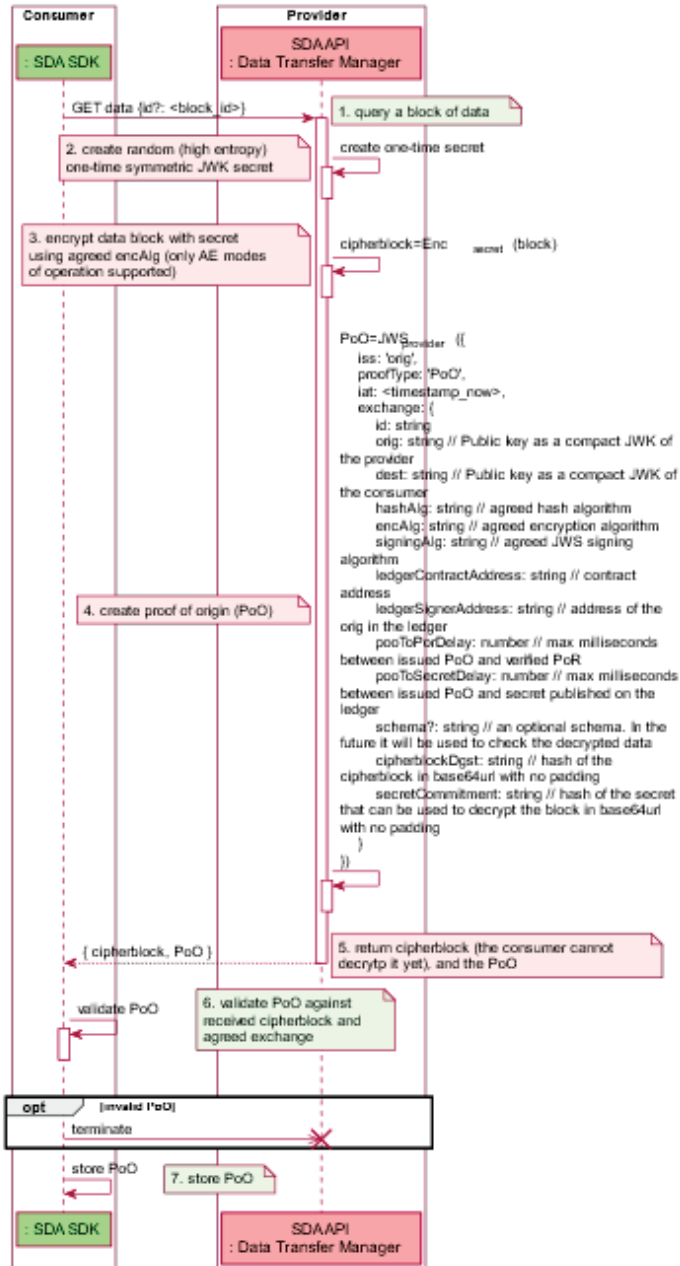 Consumer
Provider
: SDA SDK
SDA API
: Data Transfer Manager
GET data {id?: <block_id>}
1. query a block of data
2. create random (high entropy)
one-time symmetric JWK secret
create one-time secret
3. encrypt data block with secret
using agreed encAlg (only AE modes
of operation supported)
cipherblock=Enc secret (block)
PoO=JWS provider ({
iss: 'orig',
proofType: 'PoO',
iat: <timestamp_now>,
exchange: {
id: string
orig: string // Public key as a compact JWK of
the provider
dest: string // Public key as a compact JWK of
the consumer
hashAlg: string // agreed hash algorithm
encAlg: string // agreed encryption algorithm
signingAlg: string // agreed JWS signing
algorithm
ledgerContractAddress: string // contract
address
ledgerSignerAddress: string // address of the
orig in the ledger
pooToPorDelay: number // max milliseconds
between issued PoO and verified PoR
pooToSecretDelay: number // max milliseconds
between issued PoO and secret published on the
ledger
schema?: string // an optional schema. In the
future it will be used to check the decrypted data
cipherblockDgst: string // hash of the
cipherblock in base64url with no padding
secretCommitment: string // hash of the secret
that can be used to decrypt the block in base64url
with no padding
}
})
4. create proof of origin (PoO)
{ cipherblock, PoO }
5. return cipherblock (the consumer cannot
decrytp it yet), and the PoO
validate PoO
6. validate PoO against
received cipherblock and
agreed exchange
opt
[invalid PoO]
terminate
store PoO
7. store PoO
: SDA SDK
SDA API
: Data Transfer Manager